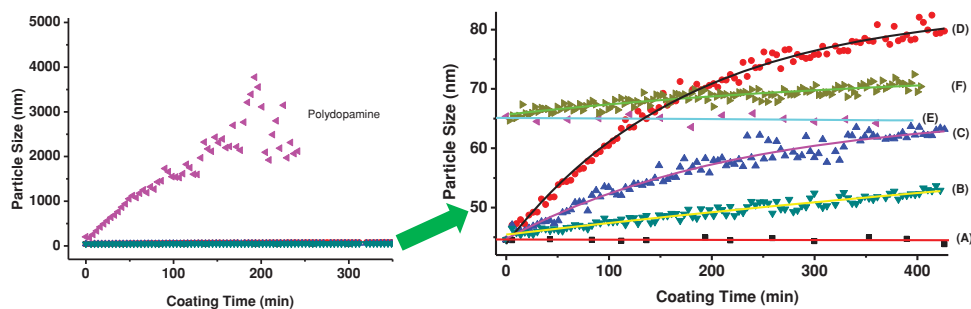 5000
4000
3000
2000
1000
0
Particle Size (nm)
Polydopamine
0
100
200
300
Coating Time (min)
80
70
60
50
Particle Size (nm)
(D)
(F)
(E)
(C)
(B)
(A)
0
100
200
300
400
Coating Time (min)